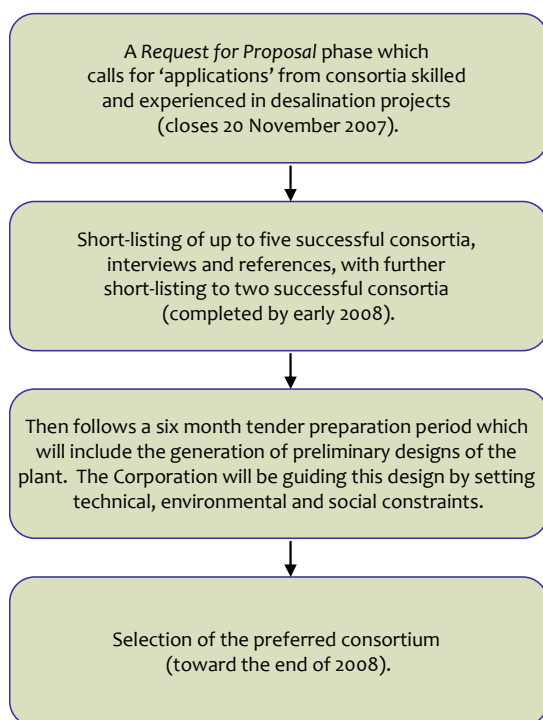 A Request for Proposal phase which
calls for ‘applications’ from consortia skilled
and experienced in desalination projects
(closes 20 November 2007).
Short-listing of up to five successful consortia,
interviews and references, with further
short-listing to two successful consortia
(completed by early 2008).
Then follows a six month tender preparation period which
will include the generation of preliminary designs of the
plant. The Corporation will be guiding this design by setting
technical, environmental and social constraints.
Selection of the preferred consortium
(toward the end of 2008).